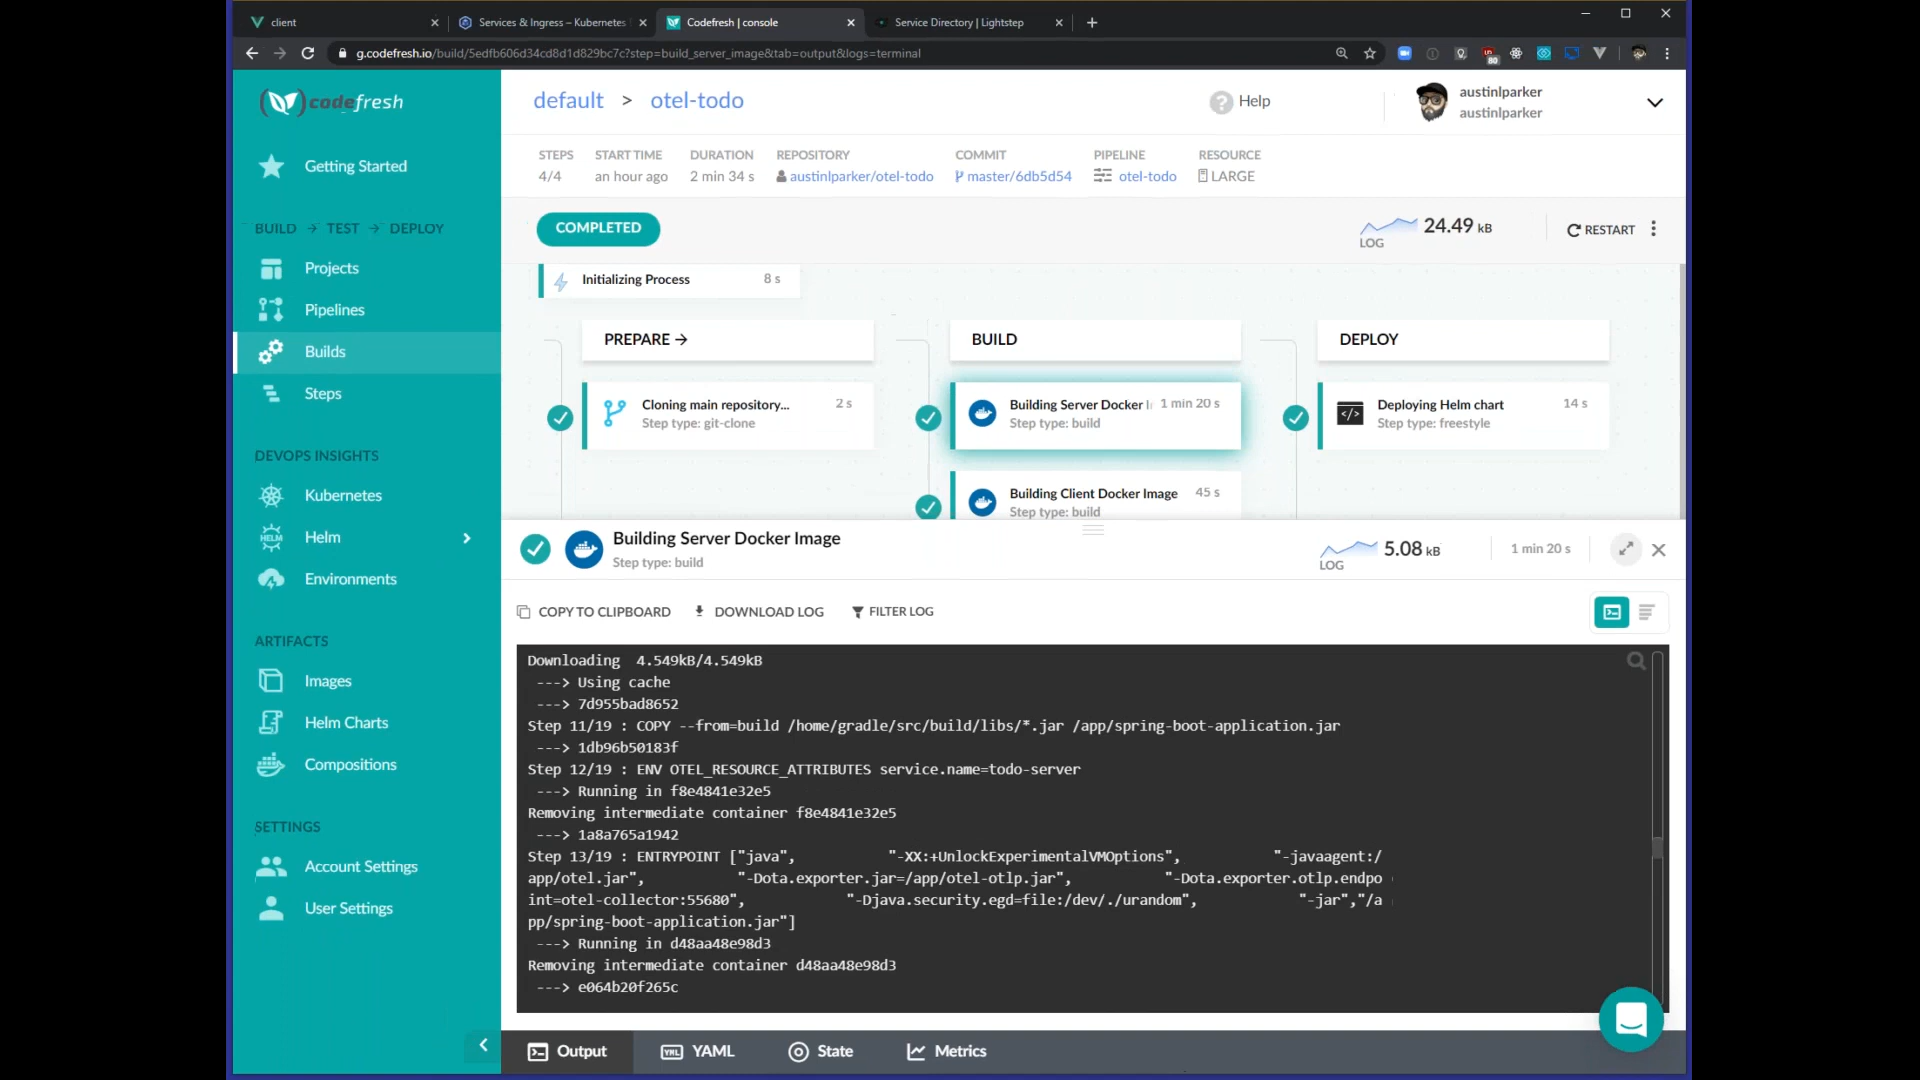 client
Services & Ingress – Kubernetes
Codefresh | console
Service Directory | Lightstep
g.codefresh.io/build/5edfb606d34cd8d1d829bc7c?step=build_server_image&tab=output&logs=terminal
80
codefresh
default > otel-todo
Help
austinlparker
austinlparker
Getting Started
STEPS START TIME DURATION REPOSITORY COMMIT PIPELINE RESOURCE
4/4 an hour ago 2 min 34 s austinlparker/otel-todo master/6db5d54 otel-todo LARGE
BUILD → TEST → DEPLOY
COMPLETED
LOG 24.49 kB
RESTART
Projects
Pipelines
Builds
Steps
Initializing Process 8 s
PREPARE →
BUILD
DEPLOY
Cloning main repository... 2 s
Step type: git-clone
Building Server Docker I 1 min 20 s
Step type: build
Deploying Helm chart 14 s
Step type: freestyle
Building Client Docker Image 45 s
Step type: build
DEVOPS INSIGHTS
Kubernetes
HELM Helm
Environments
ARTIFACTS
Images
Helm Charts
Compositions
SETTINGS
Account Settings
User Settings
Building Server Docker Image
Step type: build
LOG 5.08 kB
1 min 20 s
COPY TO CLIPBOARD DOWNLOAD LOG FILTER LOG
Downloading 4.549kB/4.549kB
---> Using cache
---> 7d955bad8652
Step 11/19 : COPY --from=build /home/gradle/src/build/libs/*.jar /app/spring-boot-application.jar
---> 1db96b50183f
Step 12/19 : ENV OTEL_RESOURCE_ATTRIBUTES service.name=todo-server
---> Running in f8e4841e32e5
Removing intermediate container f8e4841e32e5
---> 1a8a765a1942
Step 13/19 : ENTRYPOINT ["java", "-XX:+UnlockExperimentalVMOptions", "-javaagent:/
app/otel.jar", "-Dota.exporter.jar=/app/otel-otlp.jar", "-Dota.exporter.otlp.endpo
int=otel-collector:55680", "-Djava.security.egd=file:/dev/./urandom", "-jar","/a
pp/spring-boot-application.jar"]
---> Running in d48aa48e98d3
Removing intermediate container d48aa48e98d3
---> e064b20f265c
Output
YML YAML
State
Metrics